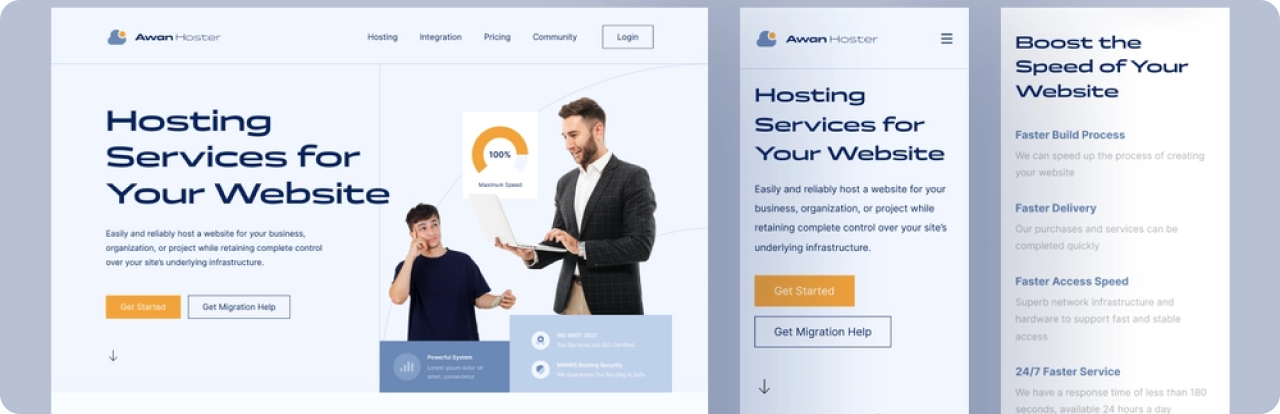 Awan Hoster
Hosting
Integration
Pricing
Community
Login
Hosting
Services for
Your Website
Easily and reliably host a website for your business,
organization, or project while retaining complete control
over your site's underlying infrastructure.
Get Started
Get Migration Help
100%
Maximum Speed
Powerful System
Lorem ipsum dolor sit
amet, consectetur
ISO 9001:2021
Our Services are ISO Certified
MANRS Routing Security
We Guarantee Our Routing is Safe
Awan Hoster
Hosting
Services for
Your Website
Easily and reliably host a website for your
business, organization, or project while
retaining complete control over your site's
underlying infrastructure.
Get Started
Get Migration Help
Boost the
Speed of Your
Website
Faster Build Process
We can speed up the process of creating
your website
Faster Delivery
Our purchases and services can be
completed quickly
Faster Access Speed
Superb network infrastructure and
hardware to support fast and stable
access
24/7 Faster Service
We have a response time of less than 180
seconds, available 24 hours a day